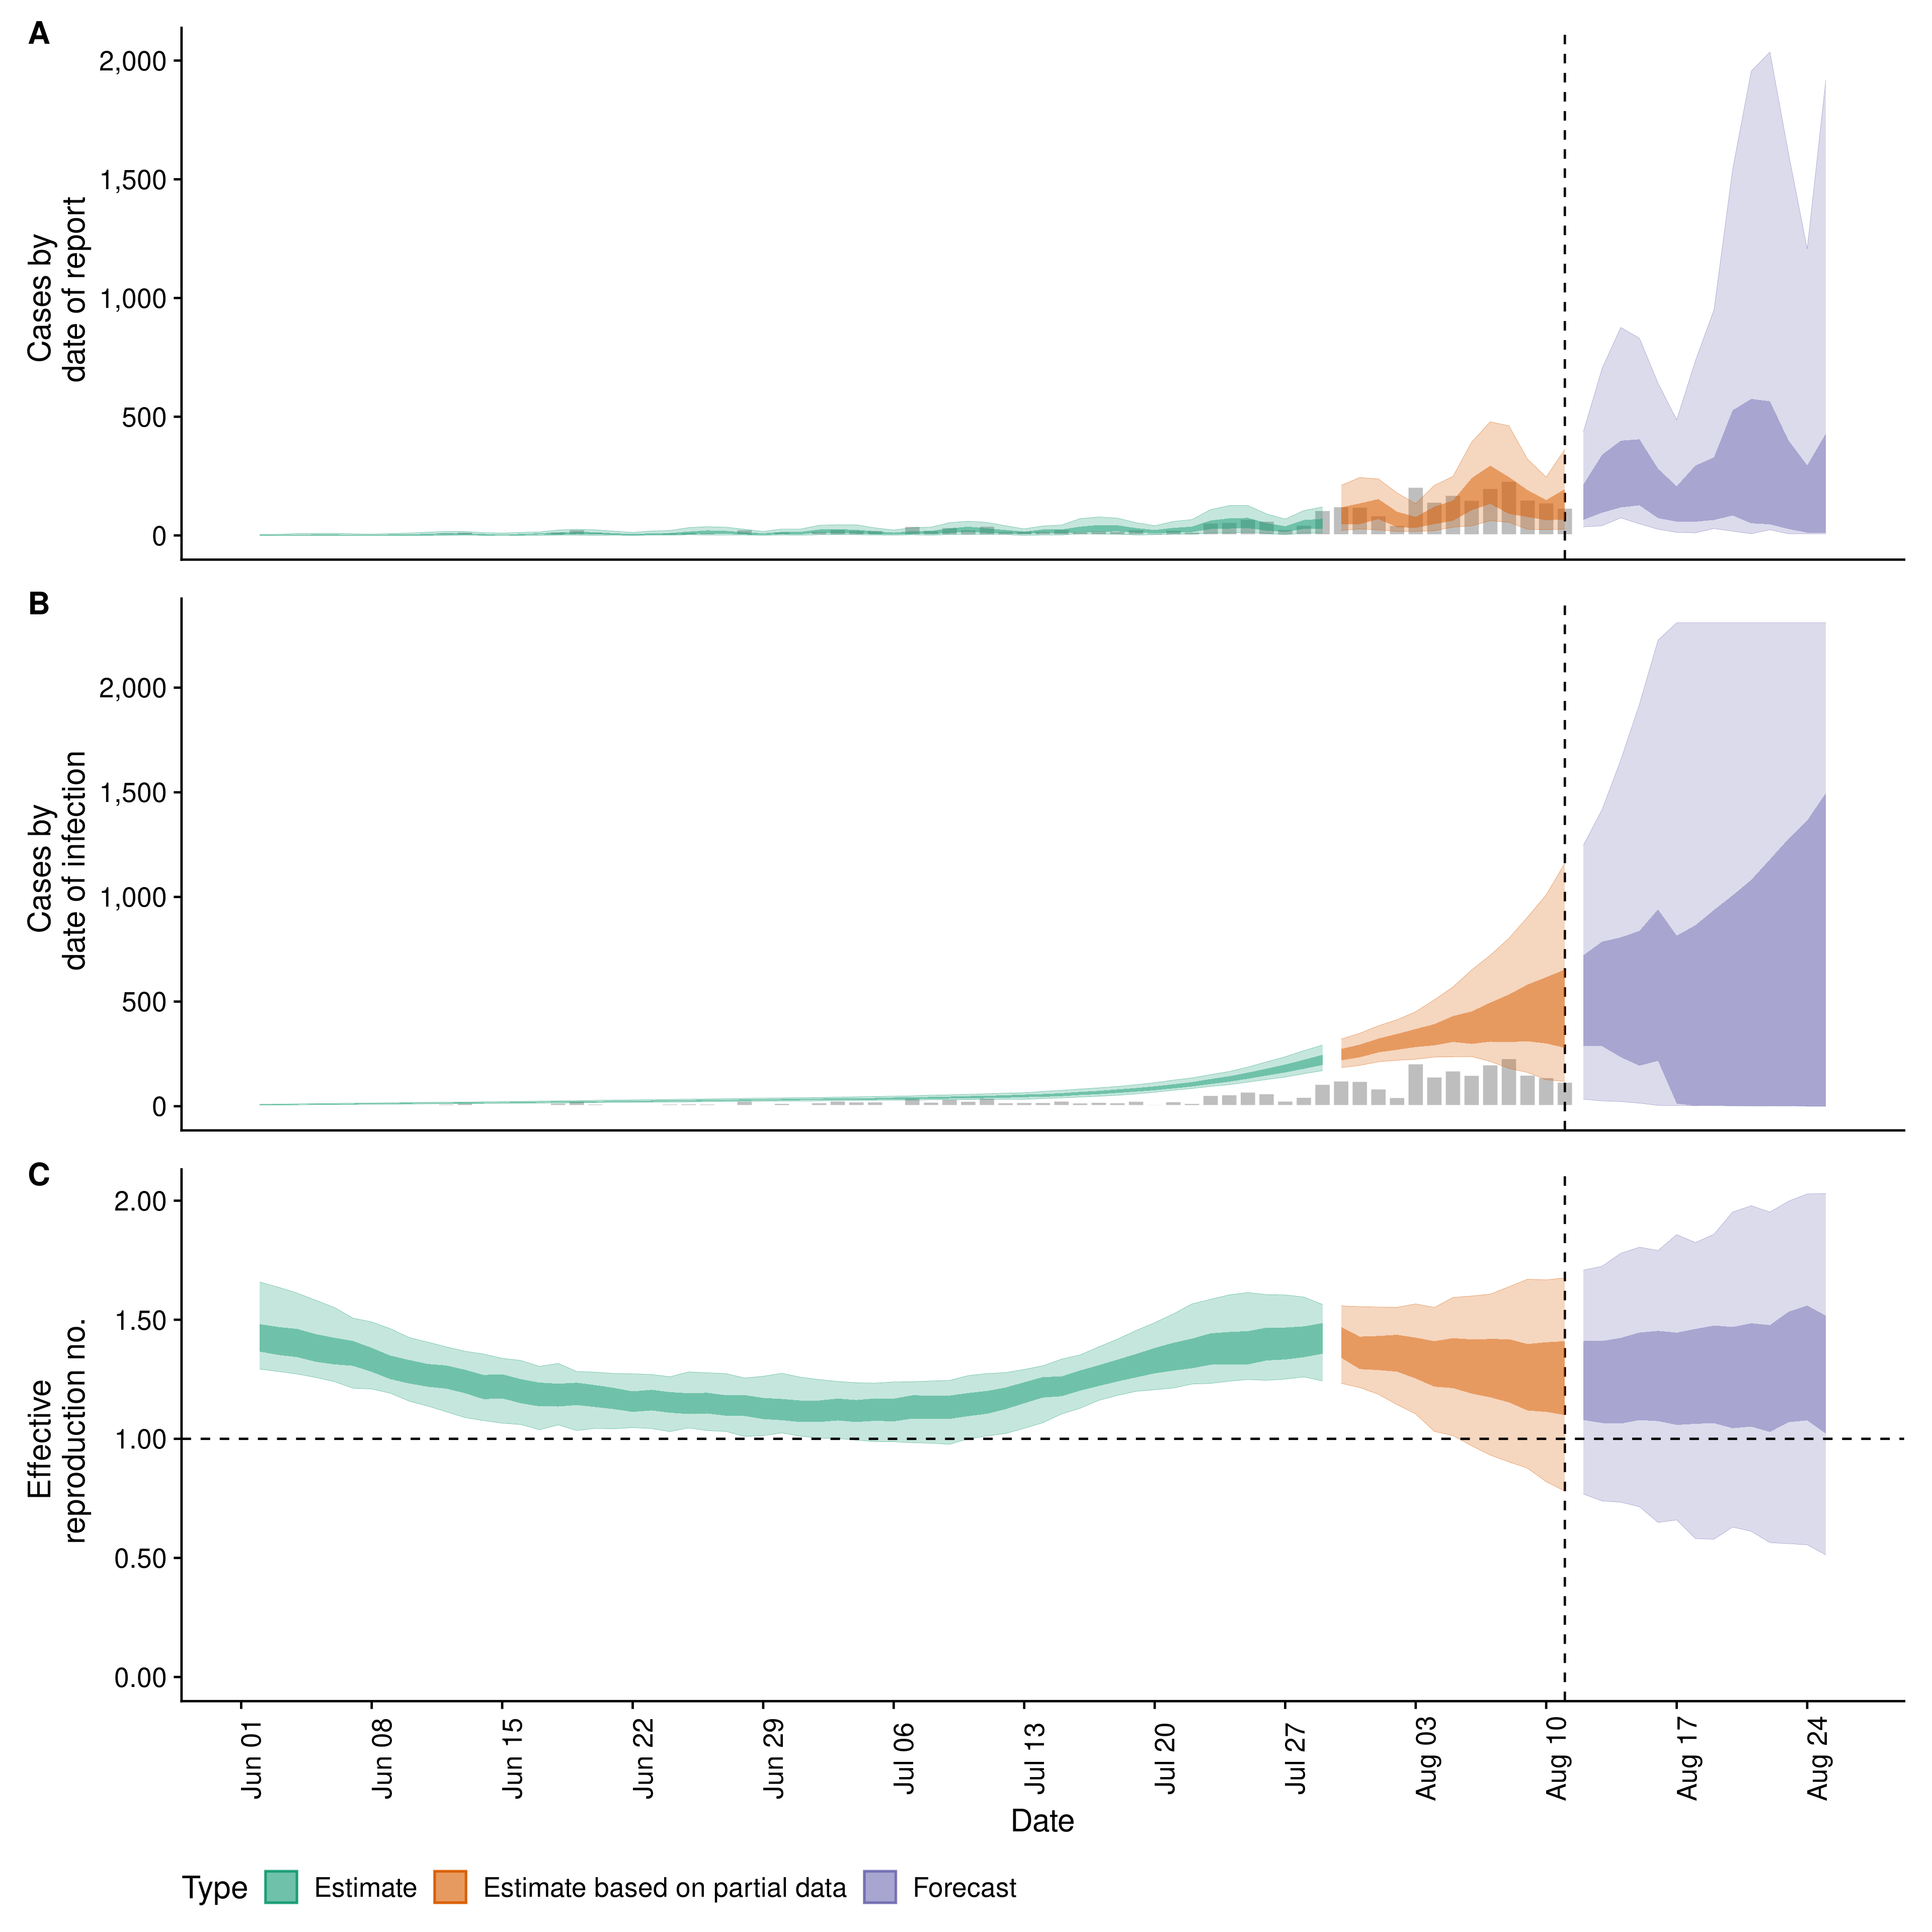 A
Cases by
date of report
2,000
1,500
1,000
500
0
B
Cases by
date of infection
2,000
1,500
1,000
500
0
C
Effective
reproduction no.
2.00
1.50
1.00
0.50
0.00
Jun 01
Jun 08
Jun 15
Jun 22
Jun 29
Jul 06
Jul 13
Jul 20
Jul 27
Aug 03
Aug 10
Aug 17
Aug 24
Date
Type Estimate Estimate based on partial data Forecast